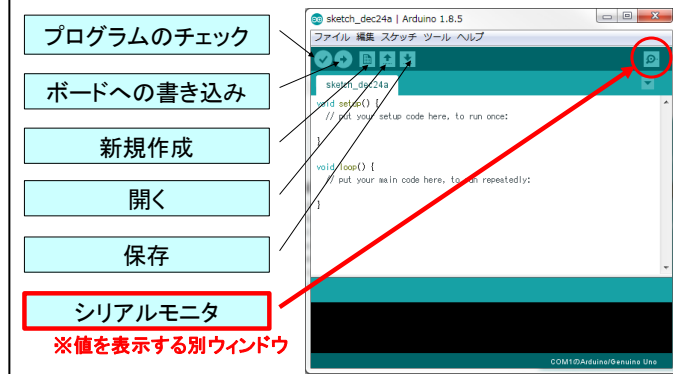 プログラムのチェック
ボードへの書き込み
新規作成
開く
保存
シリアルモニタ
※値を表示する別ウィンドウ
sketch_dec24a | Arduino 1.8.5
ファイル 編集 スケッチ ツール ヘルプ
sketch_dec24a
void setup() {
// put your setup code here, to run once:
}
void loop() {
// put your main code here, to run repeatedly:
}
COM1のArduino/Genuino Uno